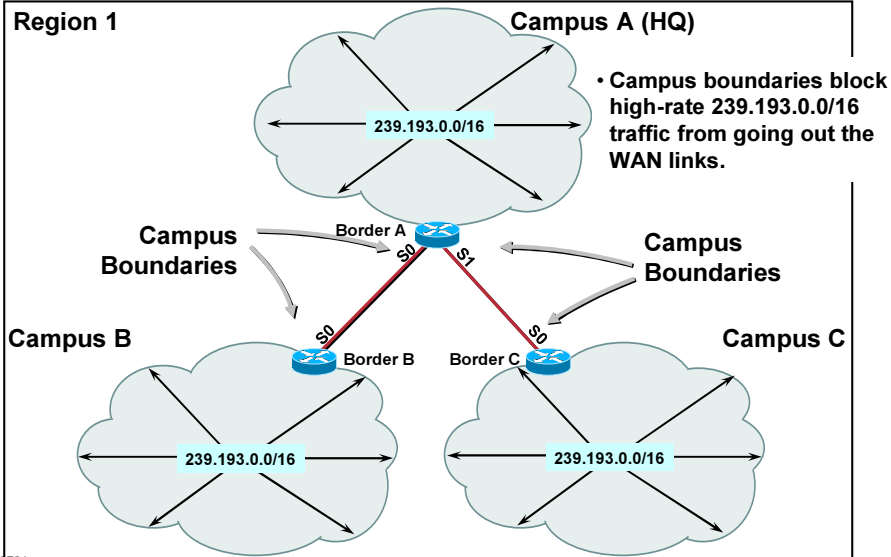 Region 1
Campus A (HQ)
• Campus boundaries block
high-rate 239.193.0.0/16
traffic from going out the
WAN links.
239.193.0.0/16
Border A
Campus
Boundaries
Campus
Boundaries
S0
S1
S0
S0
Campus B
Campus C
Border B
Border C
239.193.0.0/16
239.193.0.0/16